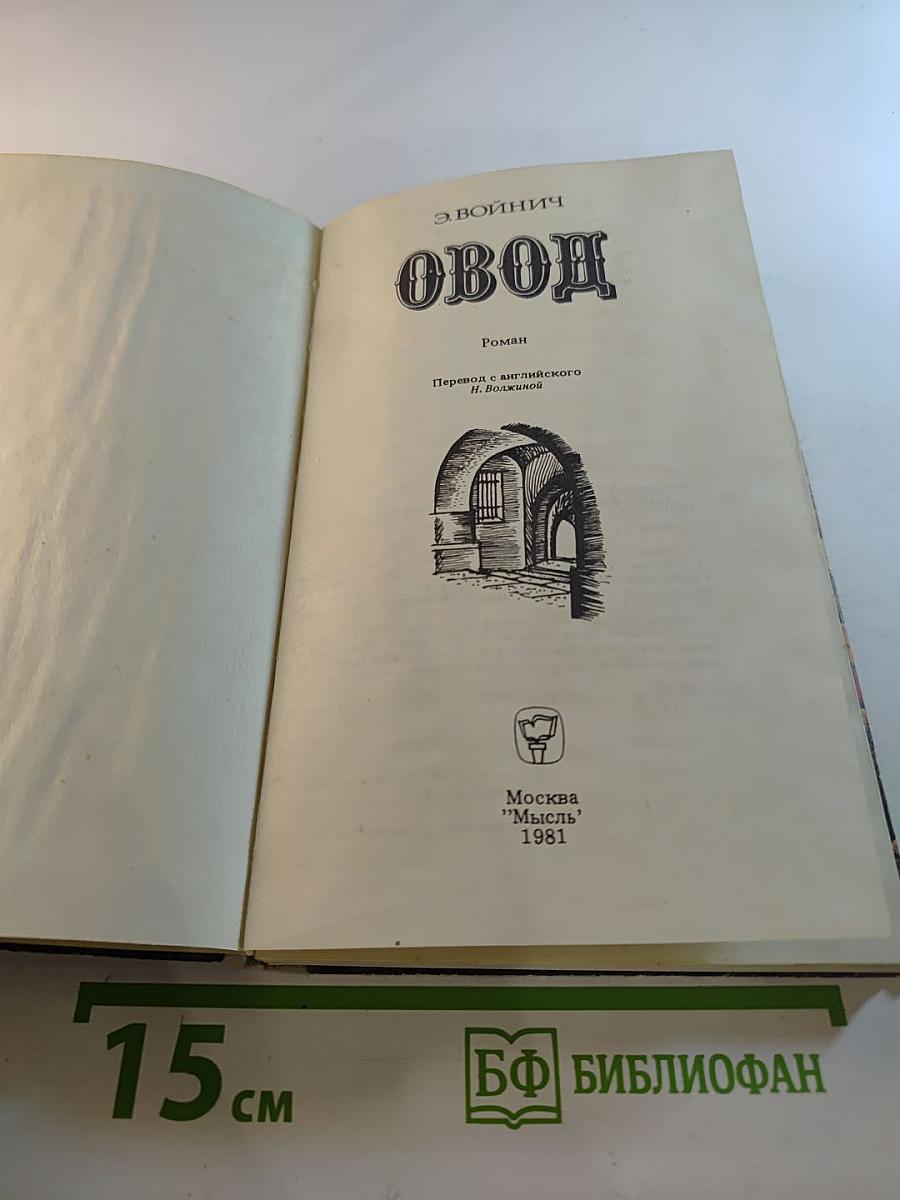 Э. ВОЙНИЧ
ОВОД
Роман
Перевод с английского
Н. Волжиной
Москва
"Мысль"
1981
15 см
БФ БИБЛИОФАН